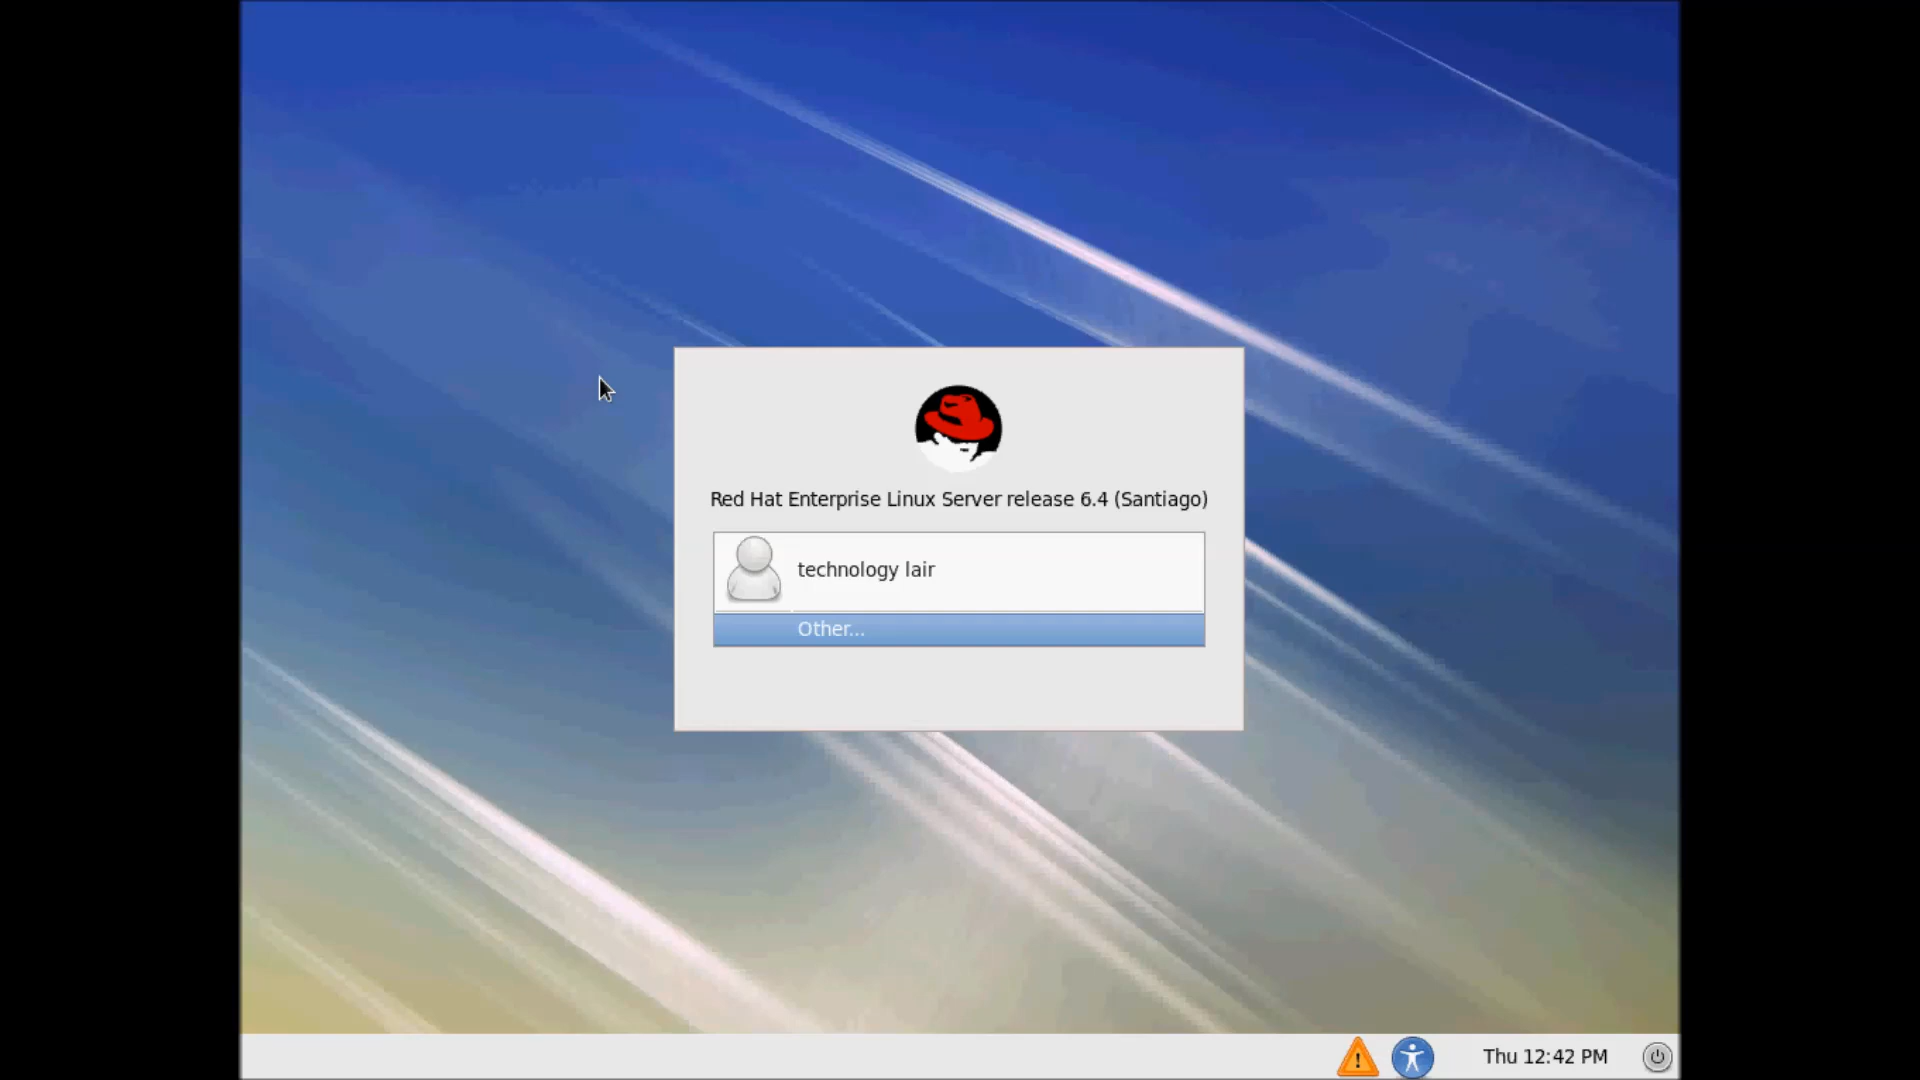 Red Hat Enterprise Linux Server release 6.4 (Santiago)
technology lair
Other...
Thu 12:42 PM